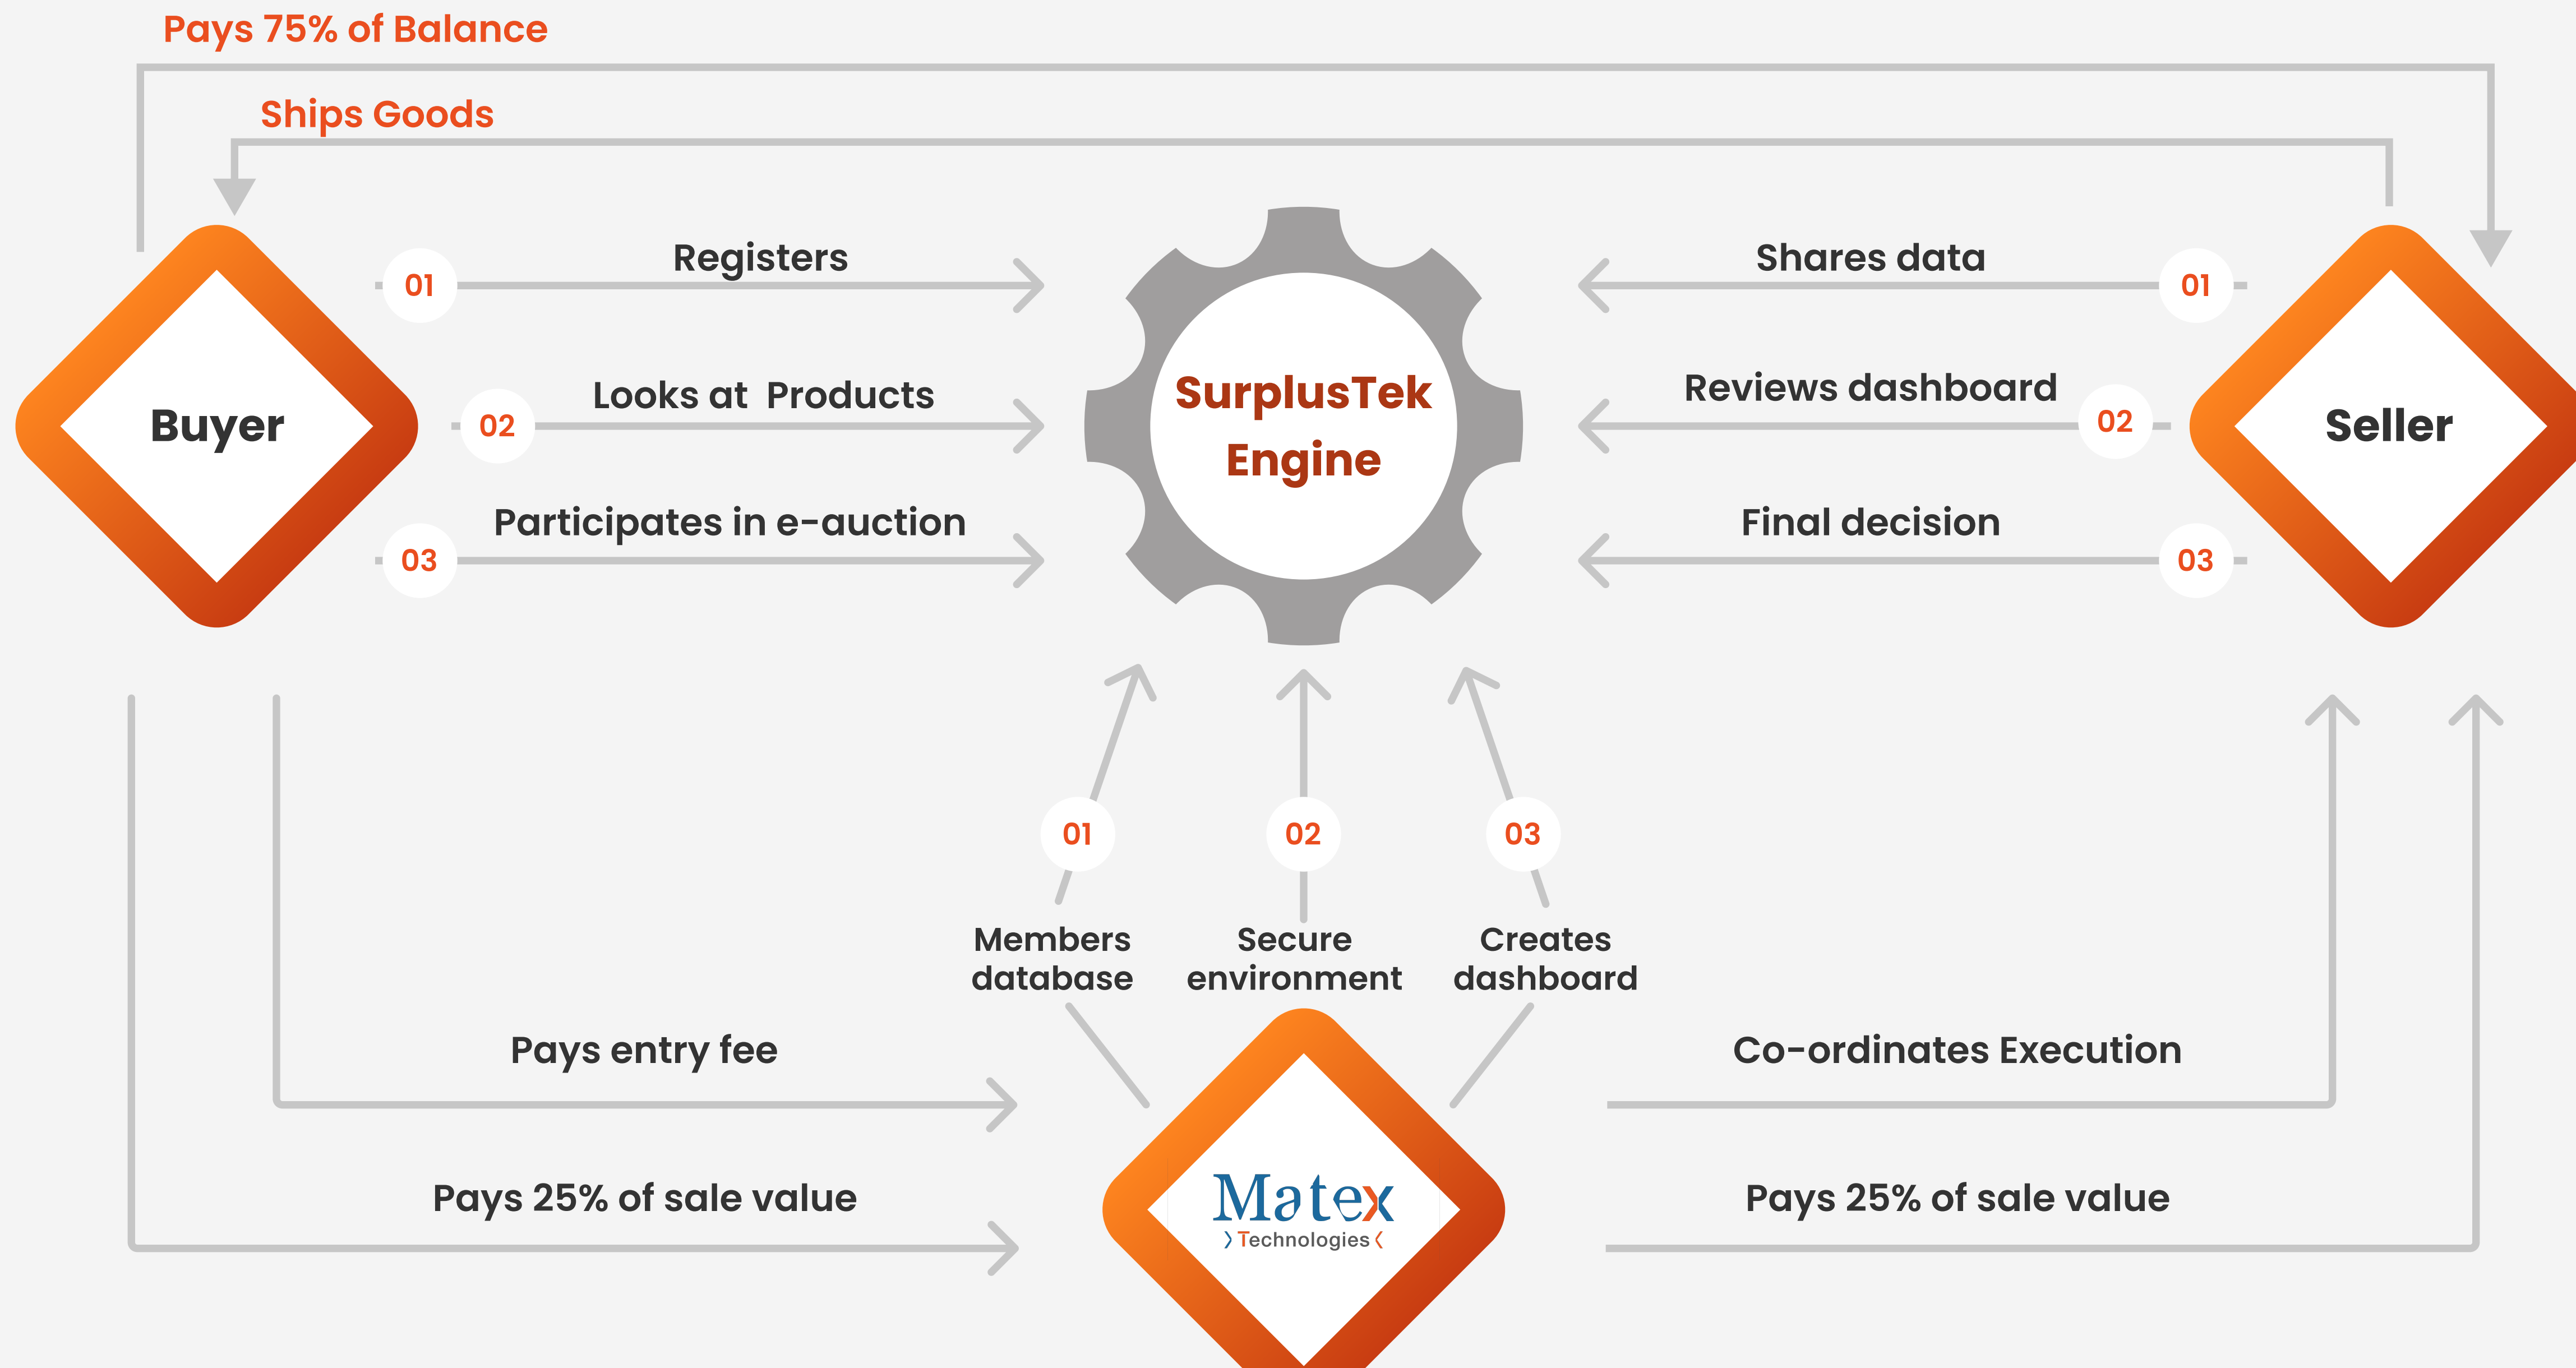 Pays 75% of Balance
Ships Goods
01
Registers
Shares data
01
Buyer
02
Looks at  Products
SurplusTek
Engine
Reviews dashboard
02
Seller
03
Participates in e-auction
Final decision
03
01
02
03
Members
database
Secure
environment
Creates
dashboard
Pays entry fee
Co-ordinates Execution
Pays 25% of sale value
Matex
Technologies
Pays 25% of sale value